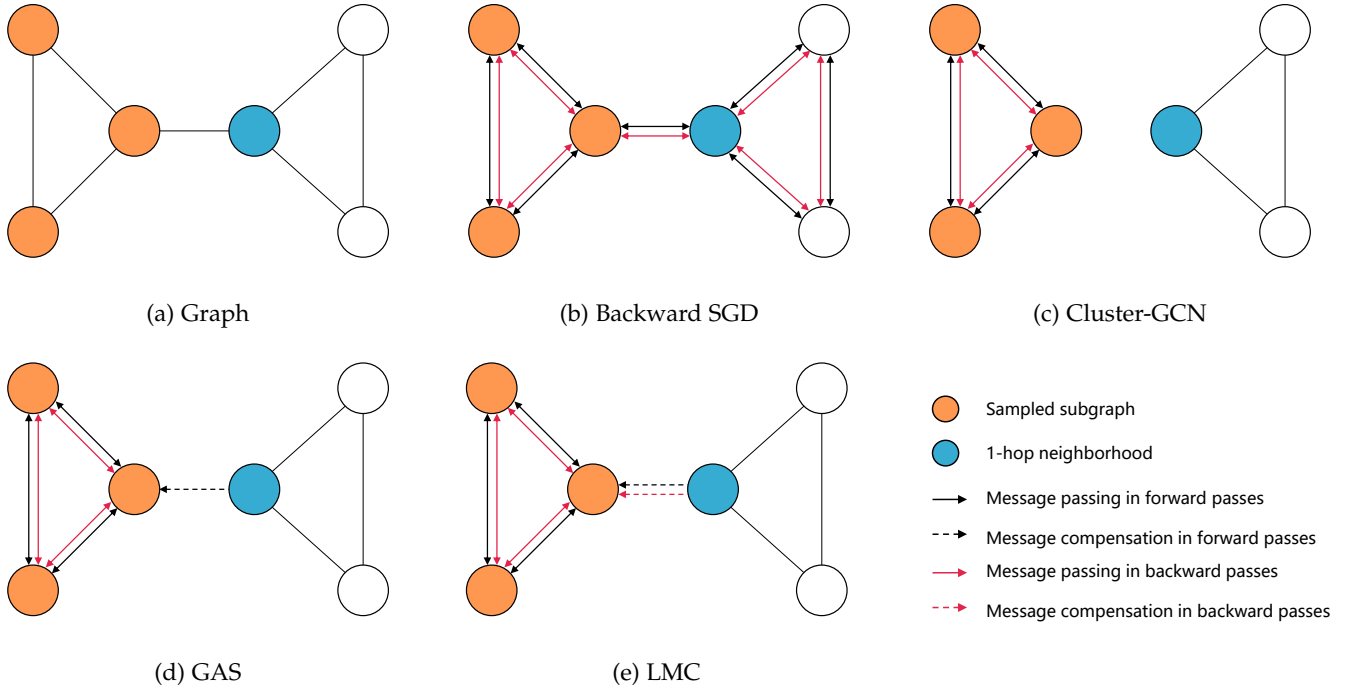 (a) Graph
(b) Backward SGD
(c) Cluster-GCN
Sampled subgraph
1-hop neighborhood
Message passing in forward passes
Message compensation in forward passes
Message passing in backward passes
Message compensation in backward passes
(d) GAS
(e) LMC